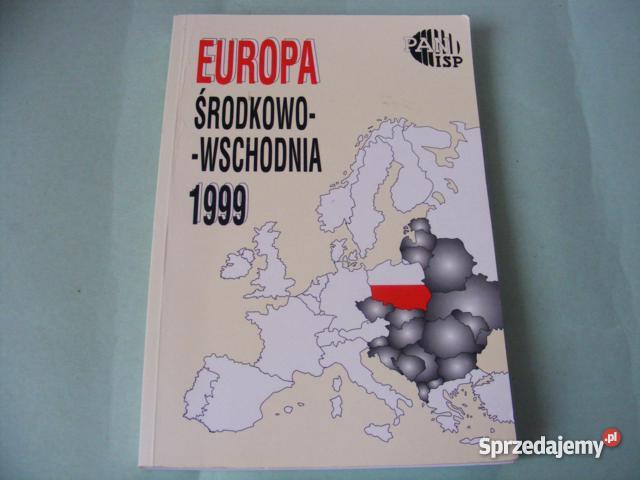 EUROPA
ŚRODKOWO-
-WSCHODNIA
1999
PAN
ISP
Sprzedajemy.pl